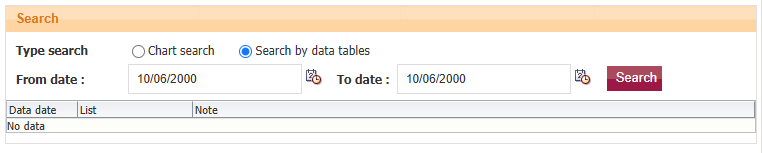 Search
Type search Chart search Search by data tables
From date : 10/06/2000 To date : 10/06/2000 Search
Data date List Note
No data